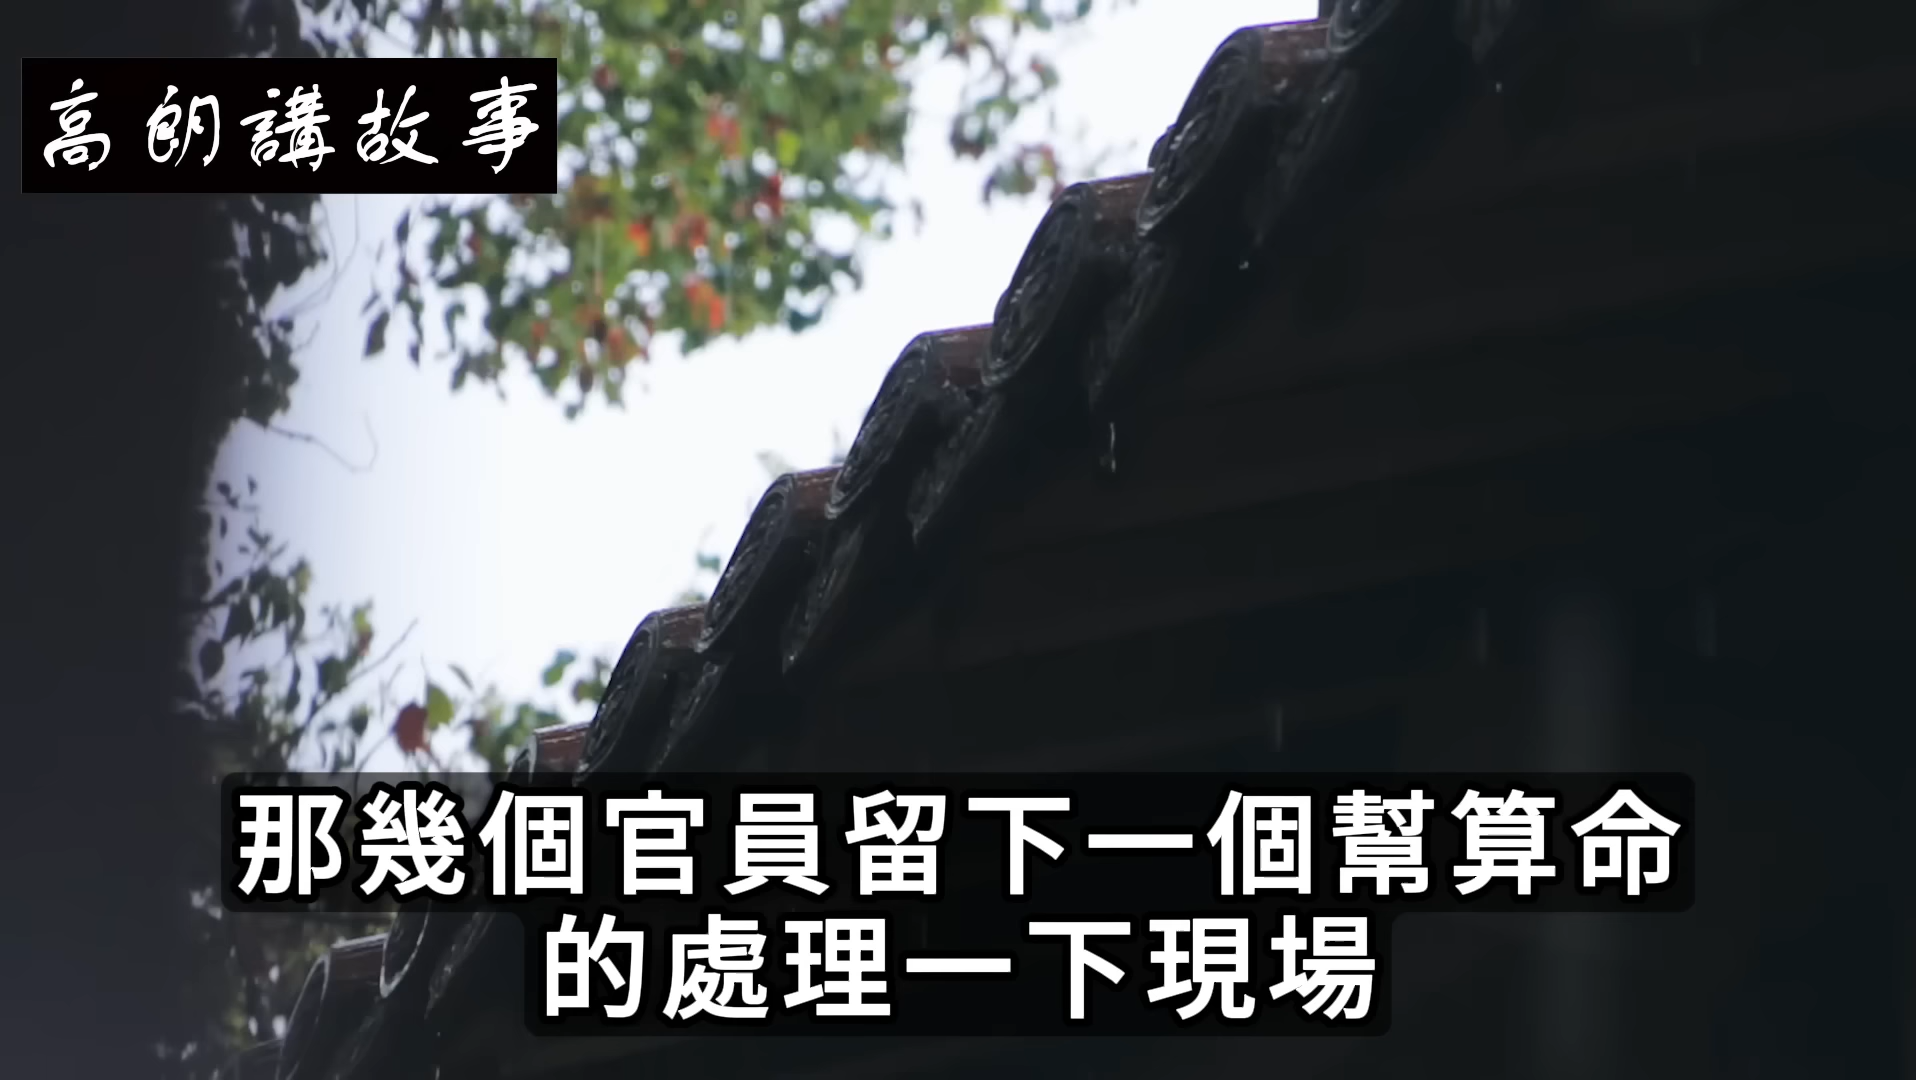 高朗講故事
那幾個官員留下一個幫算命
的處理一下現場